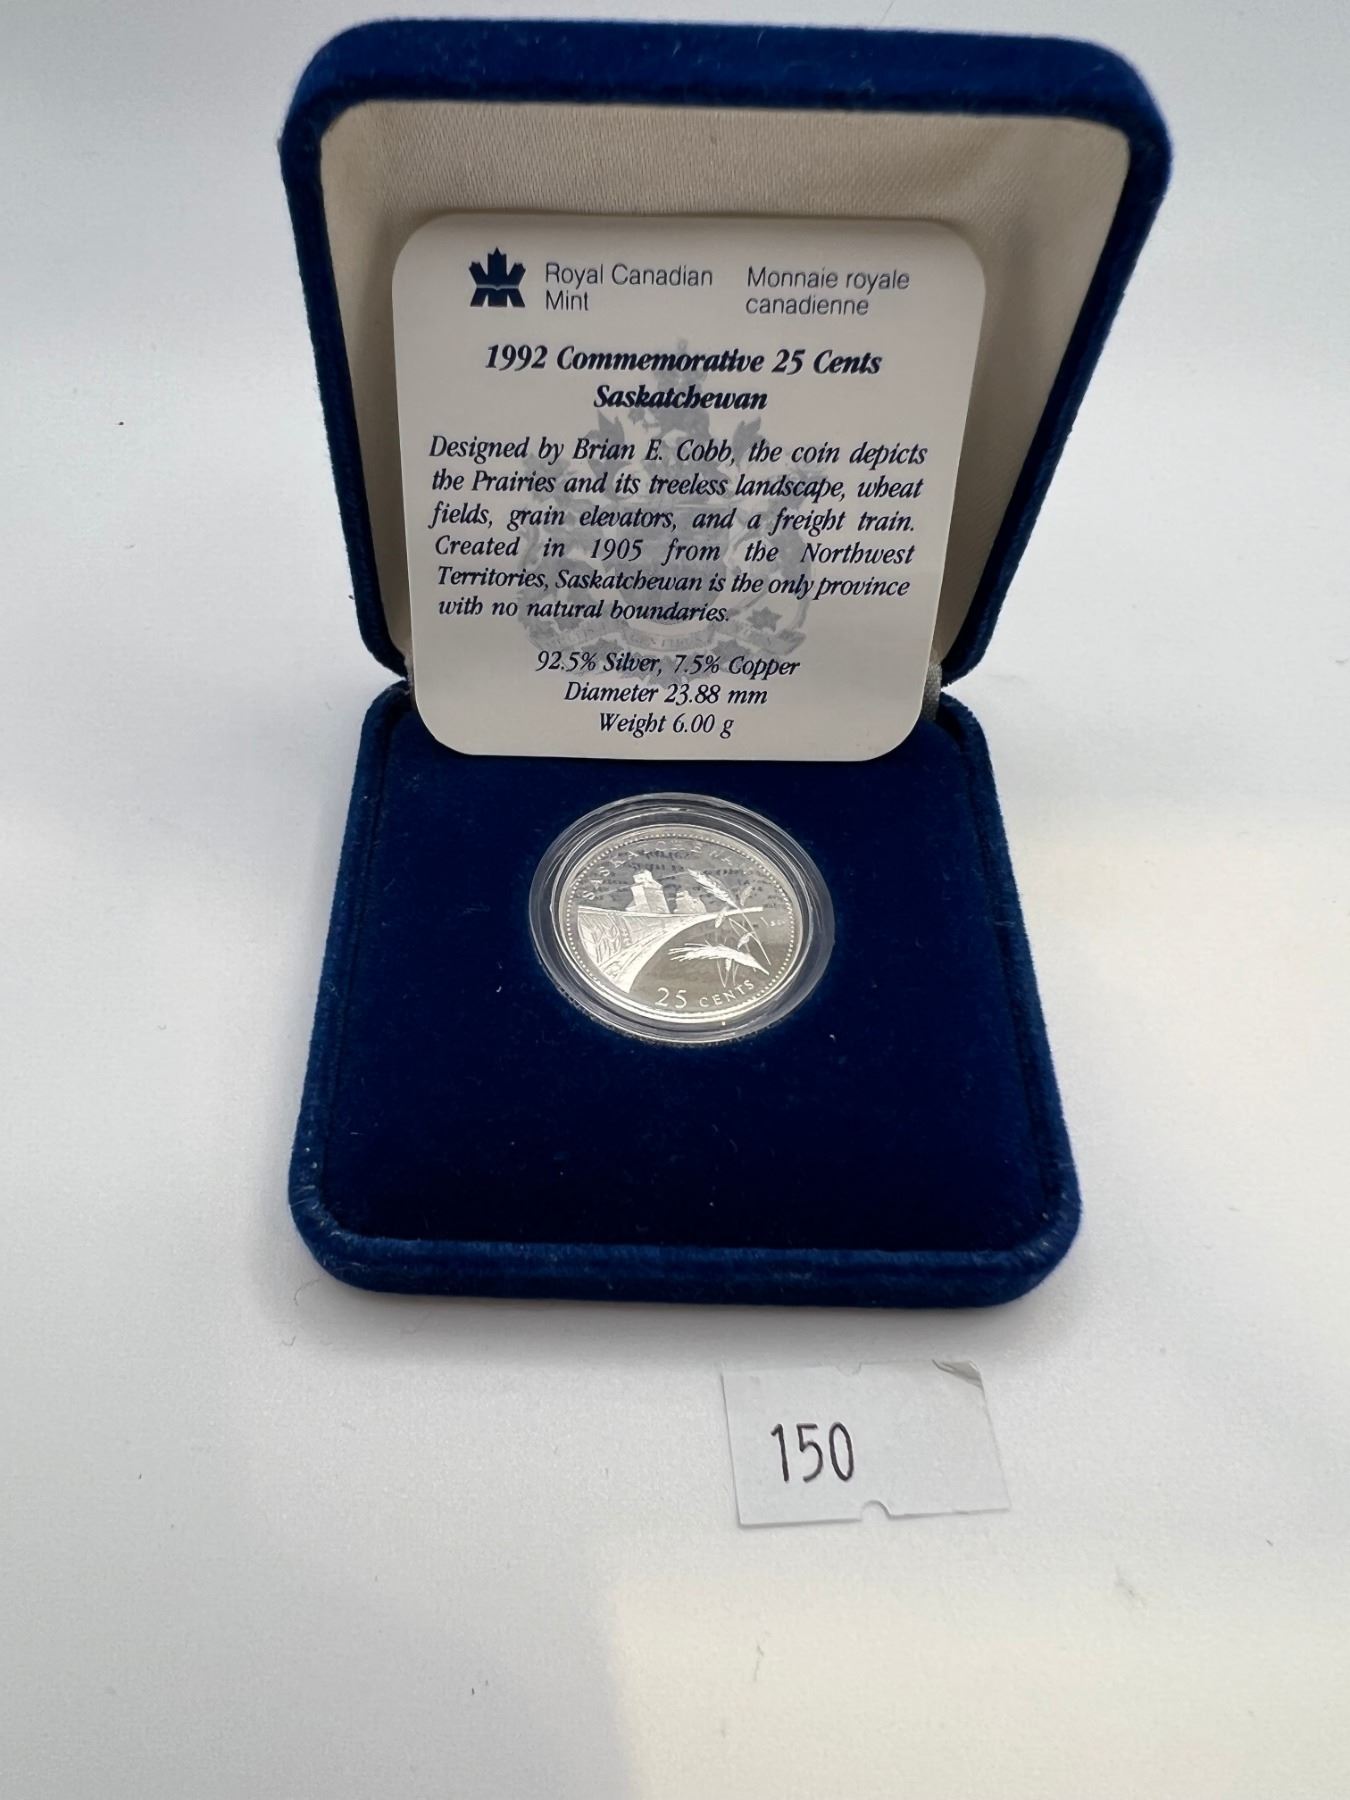 Royal Canadian Mint
Monnaie royale canadienne
1992 Commemorative 25 Cents
Saskatchewan
Designed by Brian E. Cobb, the coin depicts
the Prairies and its treeless landscape, wheat
fields, grain elevators, and a freight train.
Created in 1905 from the Northwest
Territories, Saskatchewan is the only province
with no natural boundaries.
92.5% Silver, 7.5% Copper
Diameter 23.88 mm
Weight 6.00 g
SASKATCHEWAN
25 CENTS
150